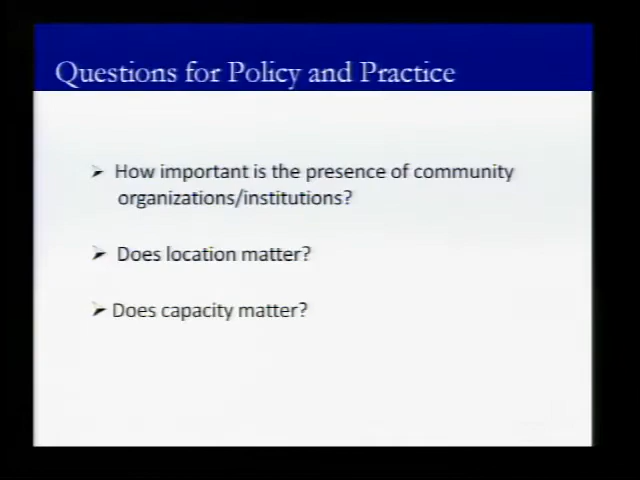 Questions for Policy and Practice
➢ How important is the presence of community
organizations/institutions?
➢ Does location matter?
➢ Does capacity matter?